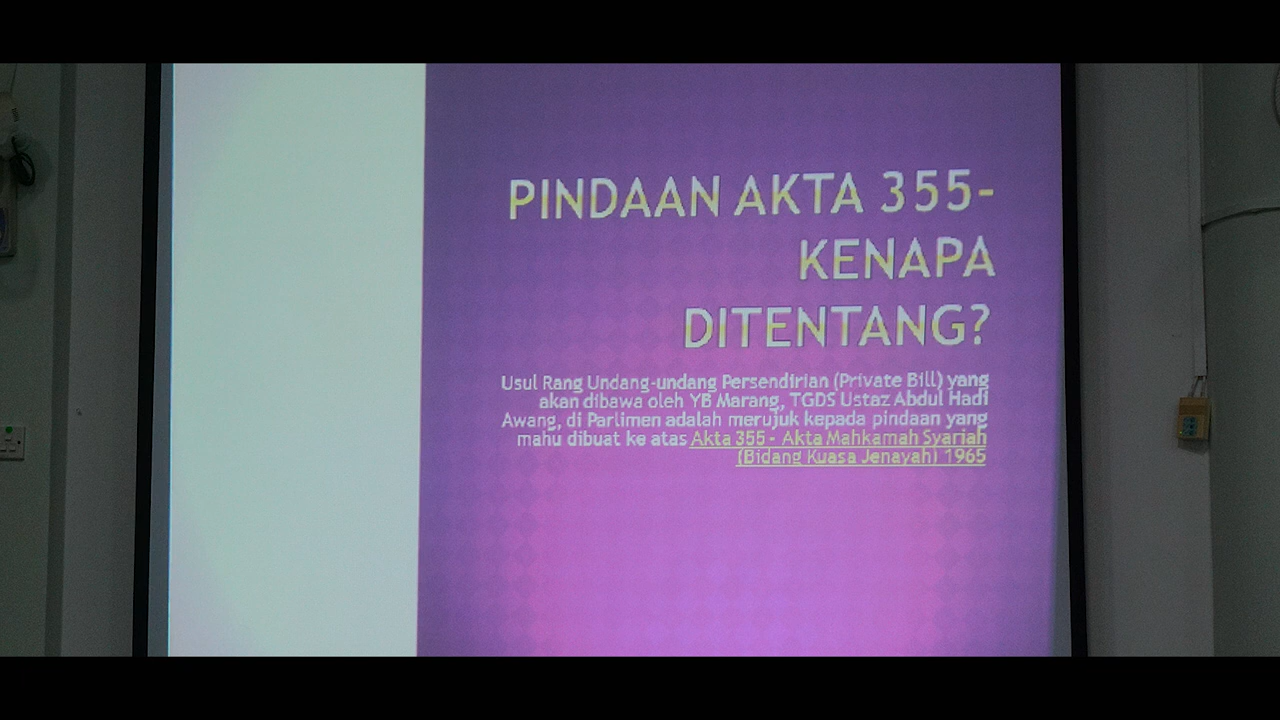 PINDAAN AKTA 355-
KENAPA
DITENTANG?
Usul Rang Undang-undang Persendirian (Private Bill) yang
akan dibawa oleh YB Marang, TGDS Ustaz Abdul Hadi
Awang, di Parlimen adalah merujuk kepada pindaan yang
mahu dibuat ke atas Akta 355 - Akta Mahkamah Syariah
(Bidang Kuasa Jenayah) 1965